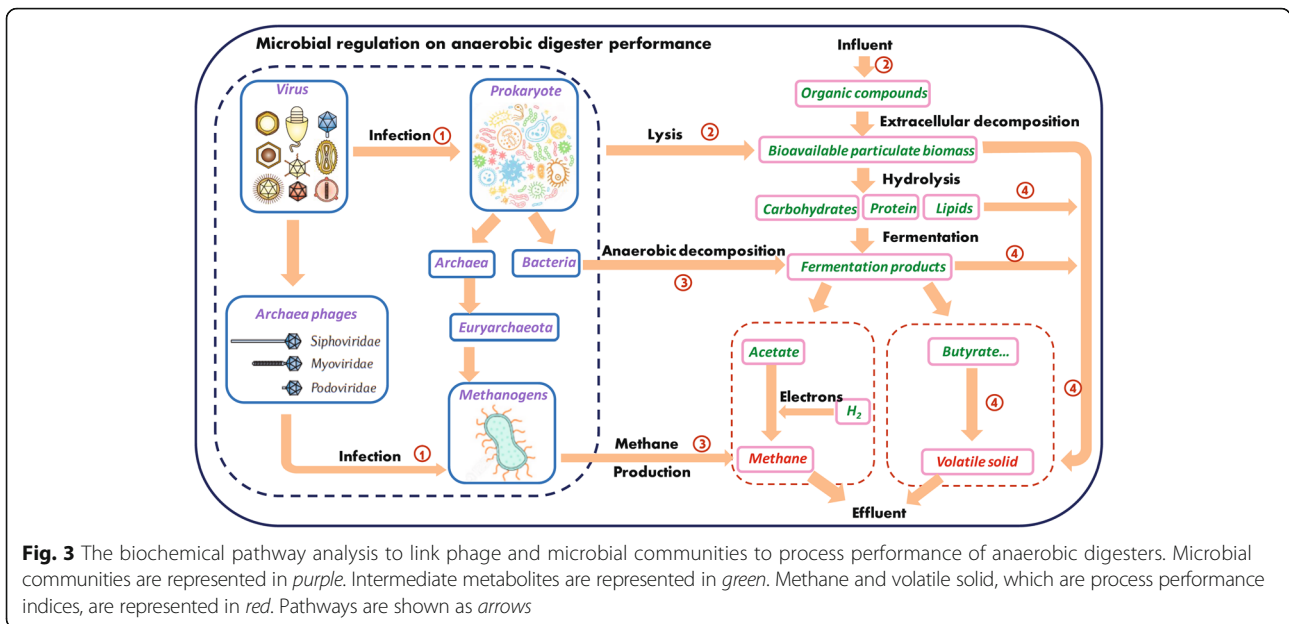 Microbial regulation on anaerobic digester performance
Influent
②
Virus
Prokaryote
Organic compounds
Extracellular decomposition
Infection ①
Lysis ②
Bioavailable particulate biomass
Hydrolysis
④
Carbohydrates
Protein
Lipids
Fermentation
Archaea
Bacteria
Anaerobic decomposition
③
Fermentation products
④
Archaea phages
Siphoviridae
Myoviridae
Podoviridae
Euryarchaeota
Acetate
Butyrate...
Methanogens
Electrons
H₂
④
④
Infection ①
Methane ③
Production
Methane
Volatile solid
Effluent
Fig. 3 The biochemical pathway analysis to link phage and microbial communities to process performance of anaerobic digesters. Microbial
communities are represented in purple. Intermediate metabolites are represented in green. Methane and volatile solid, which are process performance
indices, are represented in red. Pathways are shown as arrows